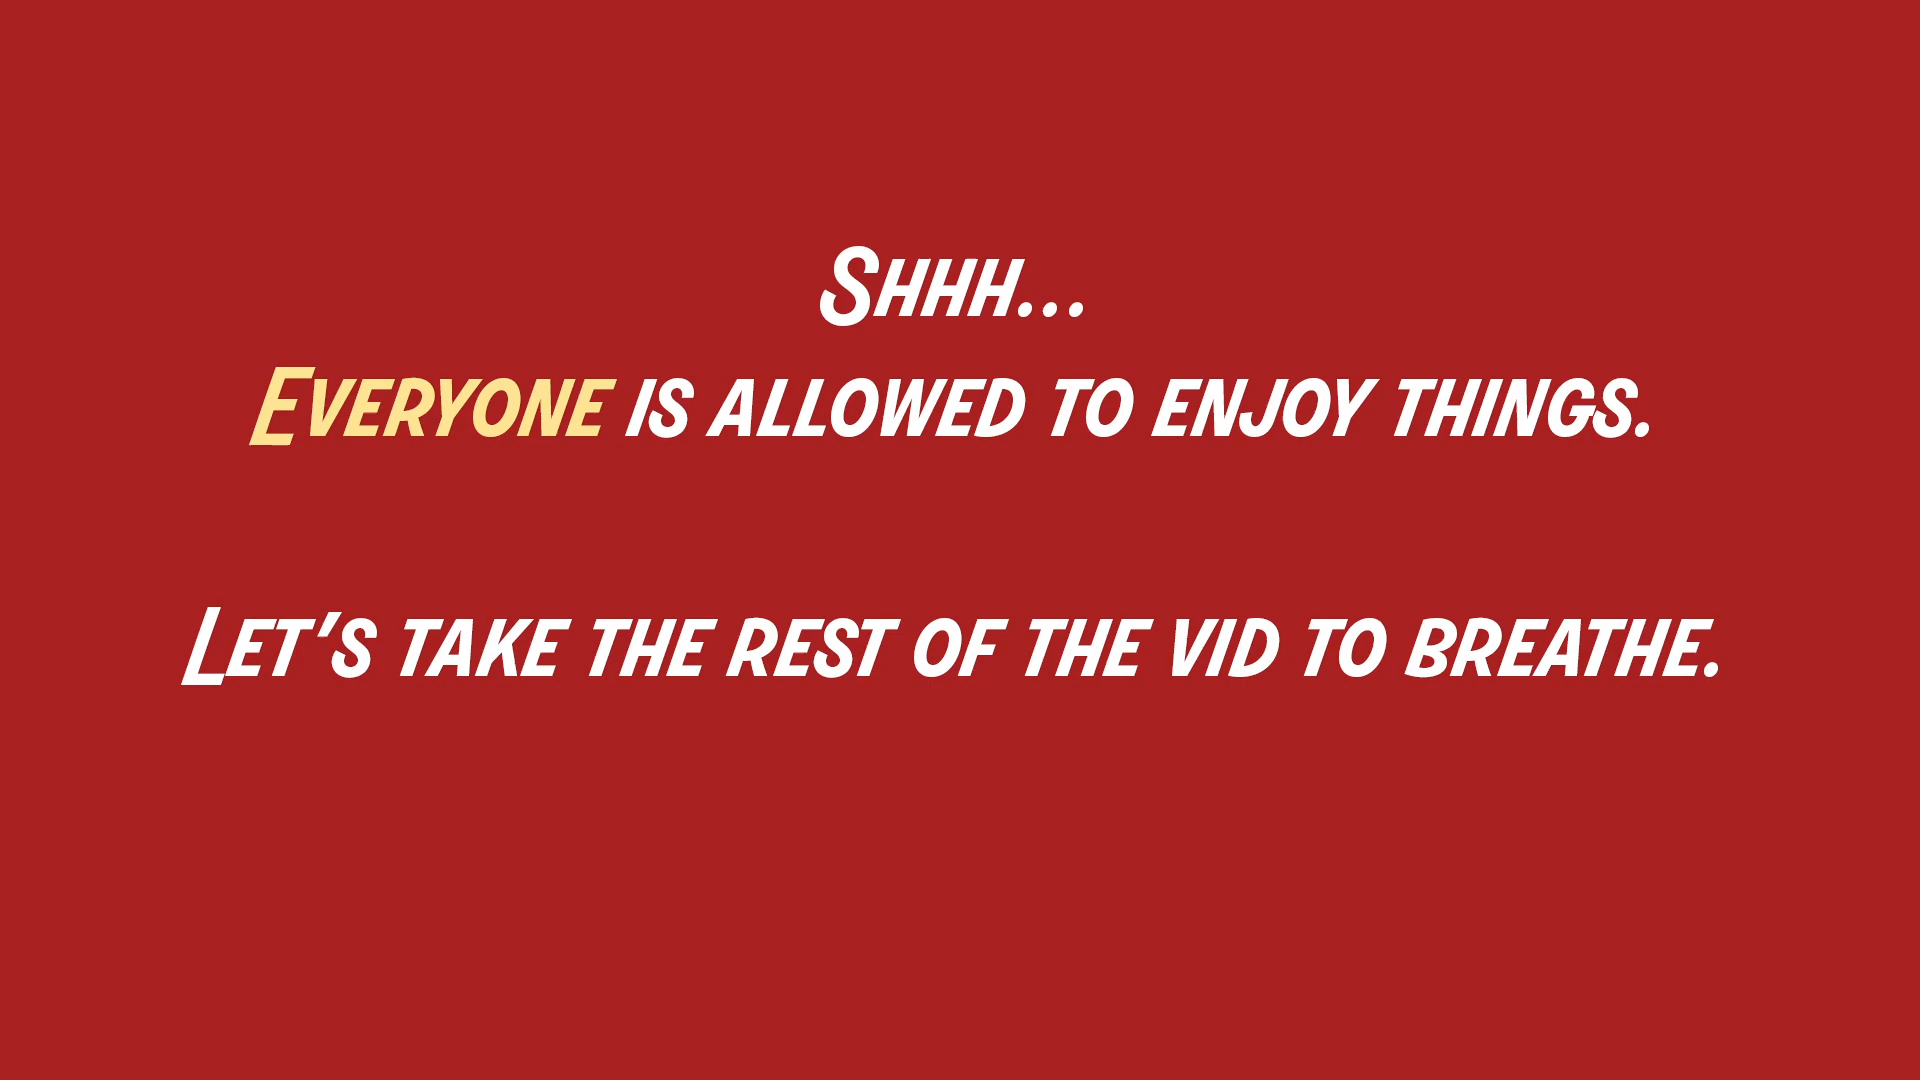 Shhh...
Everyone is allowed to enjoy things.
Let's take the rest of the vid to breathe.